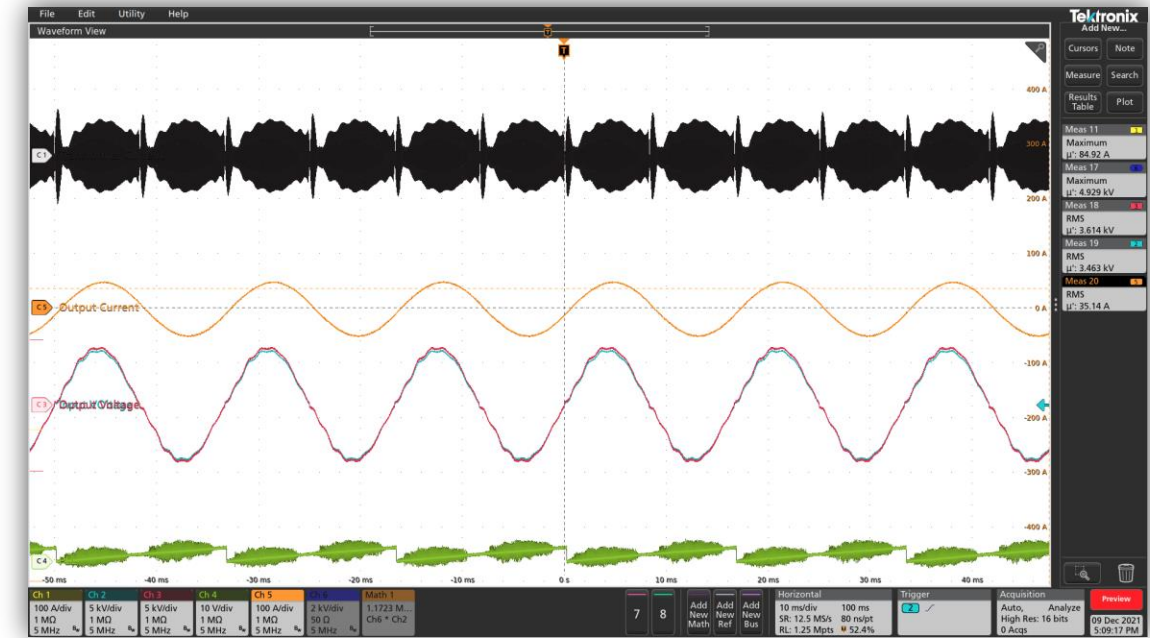 File Edit Utility Help
Tektronix
Waveform View
Add New...
Cursors Note
Measure Search
Results Table Plot
T
T
400 A
300 A
200 A
100 A
0 A
-100 A
-200 A
-300 A
-400 A
C1
C5 Output Current
C3 Output Voltage
C4
-50 ms -40 ms -30 ms -20 ms -10 ms 0 s 10 ms 20 ms 30 ms 40 ms
Meas 11 1
Maximum
µ': 84.92 A
Meas 17
Maximum
µ': 4.929 kV
Meas 18 3
RMS
µ': 3.614 kV
Meas 19 2
RMS
µ': 3.463 kV
Meas 20 5
RMS
µ': 35.14 A
Ch 1
100 A/div
1 MΩ
5 MHz
Ch 2
5 kV/div
1 MΩ
5 MHz
Ch 3
5 kV/div
1 MΩ
5 MHz
Ch 4
10 V/div
1 MΩ
5 MHz
Ch 5
100 A/div
1 MΩ
5 MHz
Ch 6
2 kV/div
50 Ω
5 MHz
Math 1
1.1723 M...
Ch6 * Ch2
7 8
Add New Math
Add New Ref
Add New Bus
Horizontal
10 ms/div 100 ms
SR: 12.5 MS/s 80 ns/pt
RL: 1.25 Mpts 52.4%
Trigger
2
Acquisition
Auto, Analyze
High Res: 16 bits
0 Acqs
Preview
09 Dec 2021
5:09:17 PM